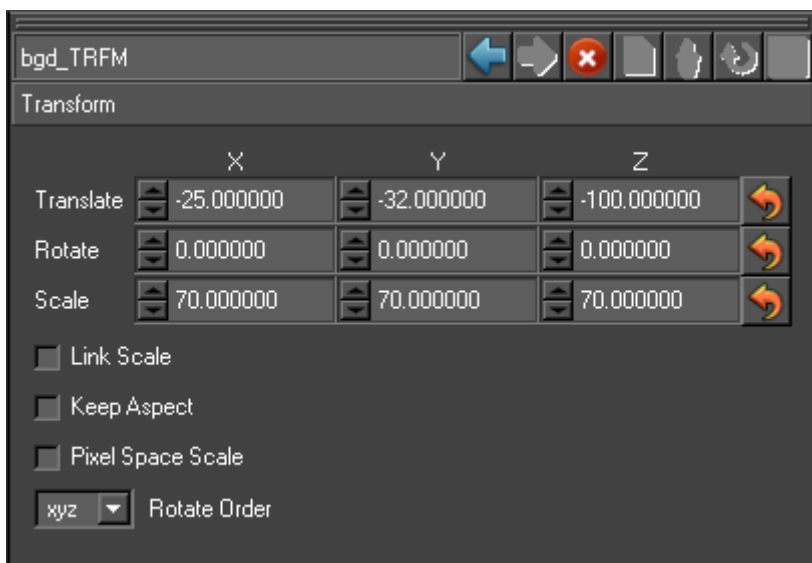 bgd_TRFM
Transform
X Y Z
Translate -25.000000 -32.000000 -100.000000
Rotate 0.000000 0.000000 0.000000
Scale 70.000000 70.000000 70.000000
Link Scale
Keep Aspect
Pixel Space Scale
xyz Rotate Order